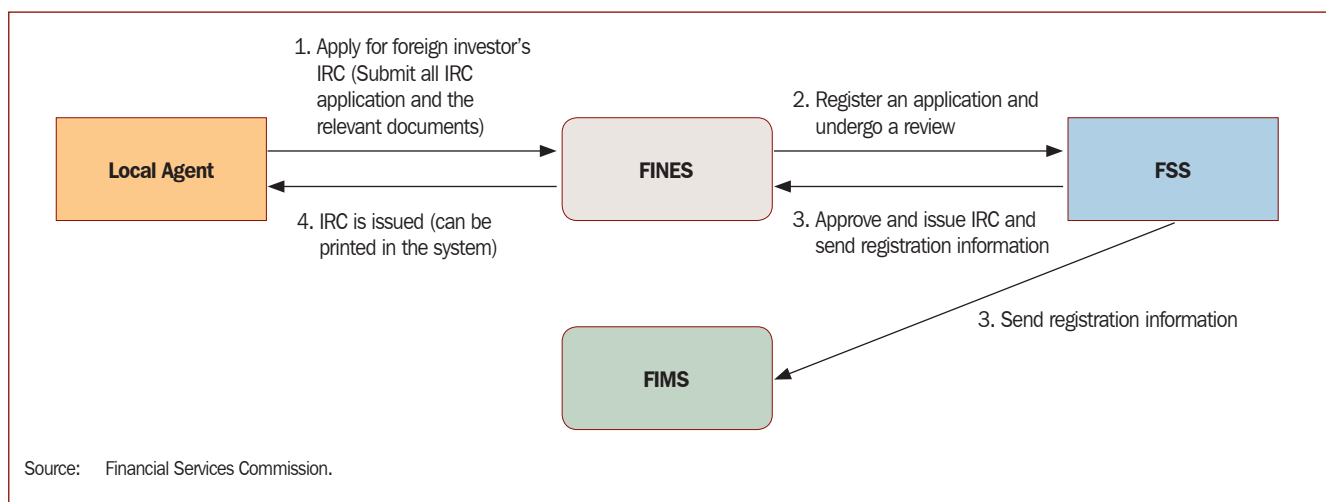 1. Apply for foreign investor's
IRC (Submit all IRC
application and the
relevant documents)
2. Register an application and
undergo a review
Local Agent
FINES
FSS
4. IRC is issued (can be
printed in the system)
3. Approve and issue IRC and
send registration information
3. Send registration information
FIMS
Source: Financial Services Commission.